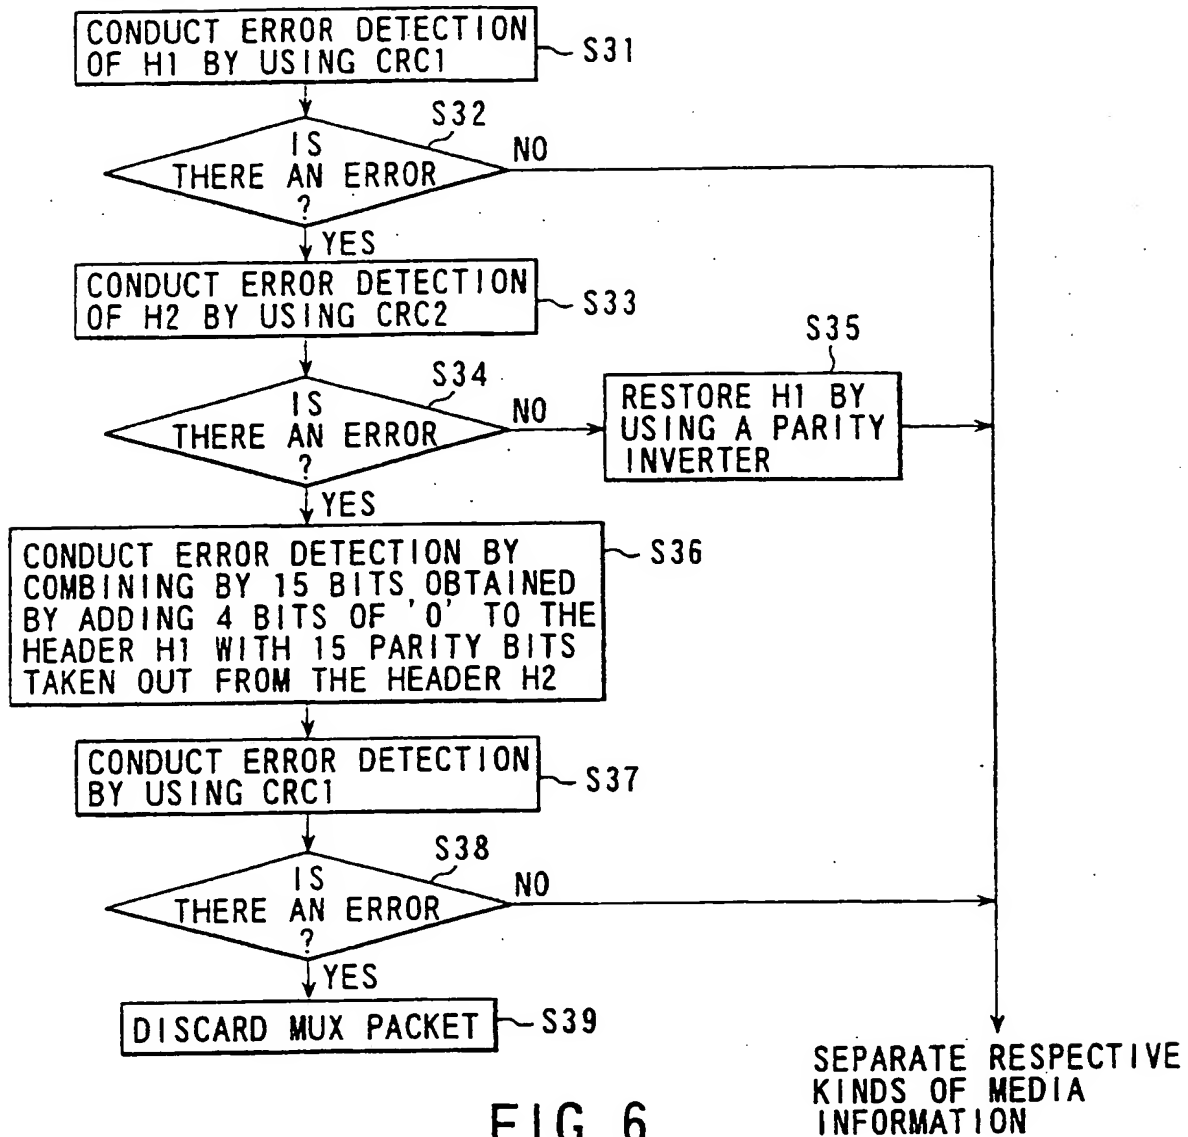 CONDUCT ERROR DETECTION
OF H1 BY USING CRC1
S31
S32
IS
THERE AN ERROR
?
NO
YES
CONDUCT ERROR DETECTION
OF H2 BY USING CRC2
S33
S34
IS
THERE AN ERROR
?
NO
S35
RESTORE H1 BY
USING A PARITY
INVERTER
YES
CONDUCT ERROR DETECTION BY
COMBINING BY 15 BITS OBTAINED
BY ADDING 4 BITS OF '0' TO THE
HEADER H1 WITH 15 PARITY BITS
TAKEN OUT FROM THE HEADER H2
S36
CONDUCT ERROR DETECTION
BY USING CRC1
S37
S38
IS
THERE AN ERROR
?
NO
YES
DISCARD MUX PACKET
S39
SEPARATE RESPECTIVE
KINDS OF MEDIA
INFORMATION
FIG 6